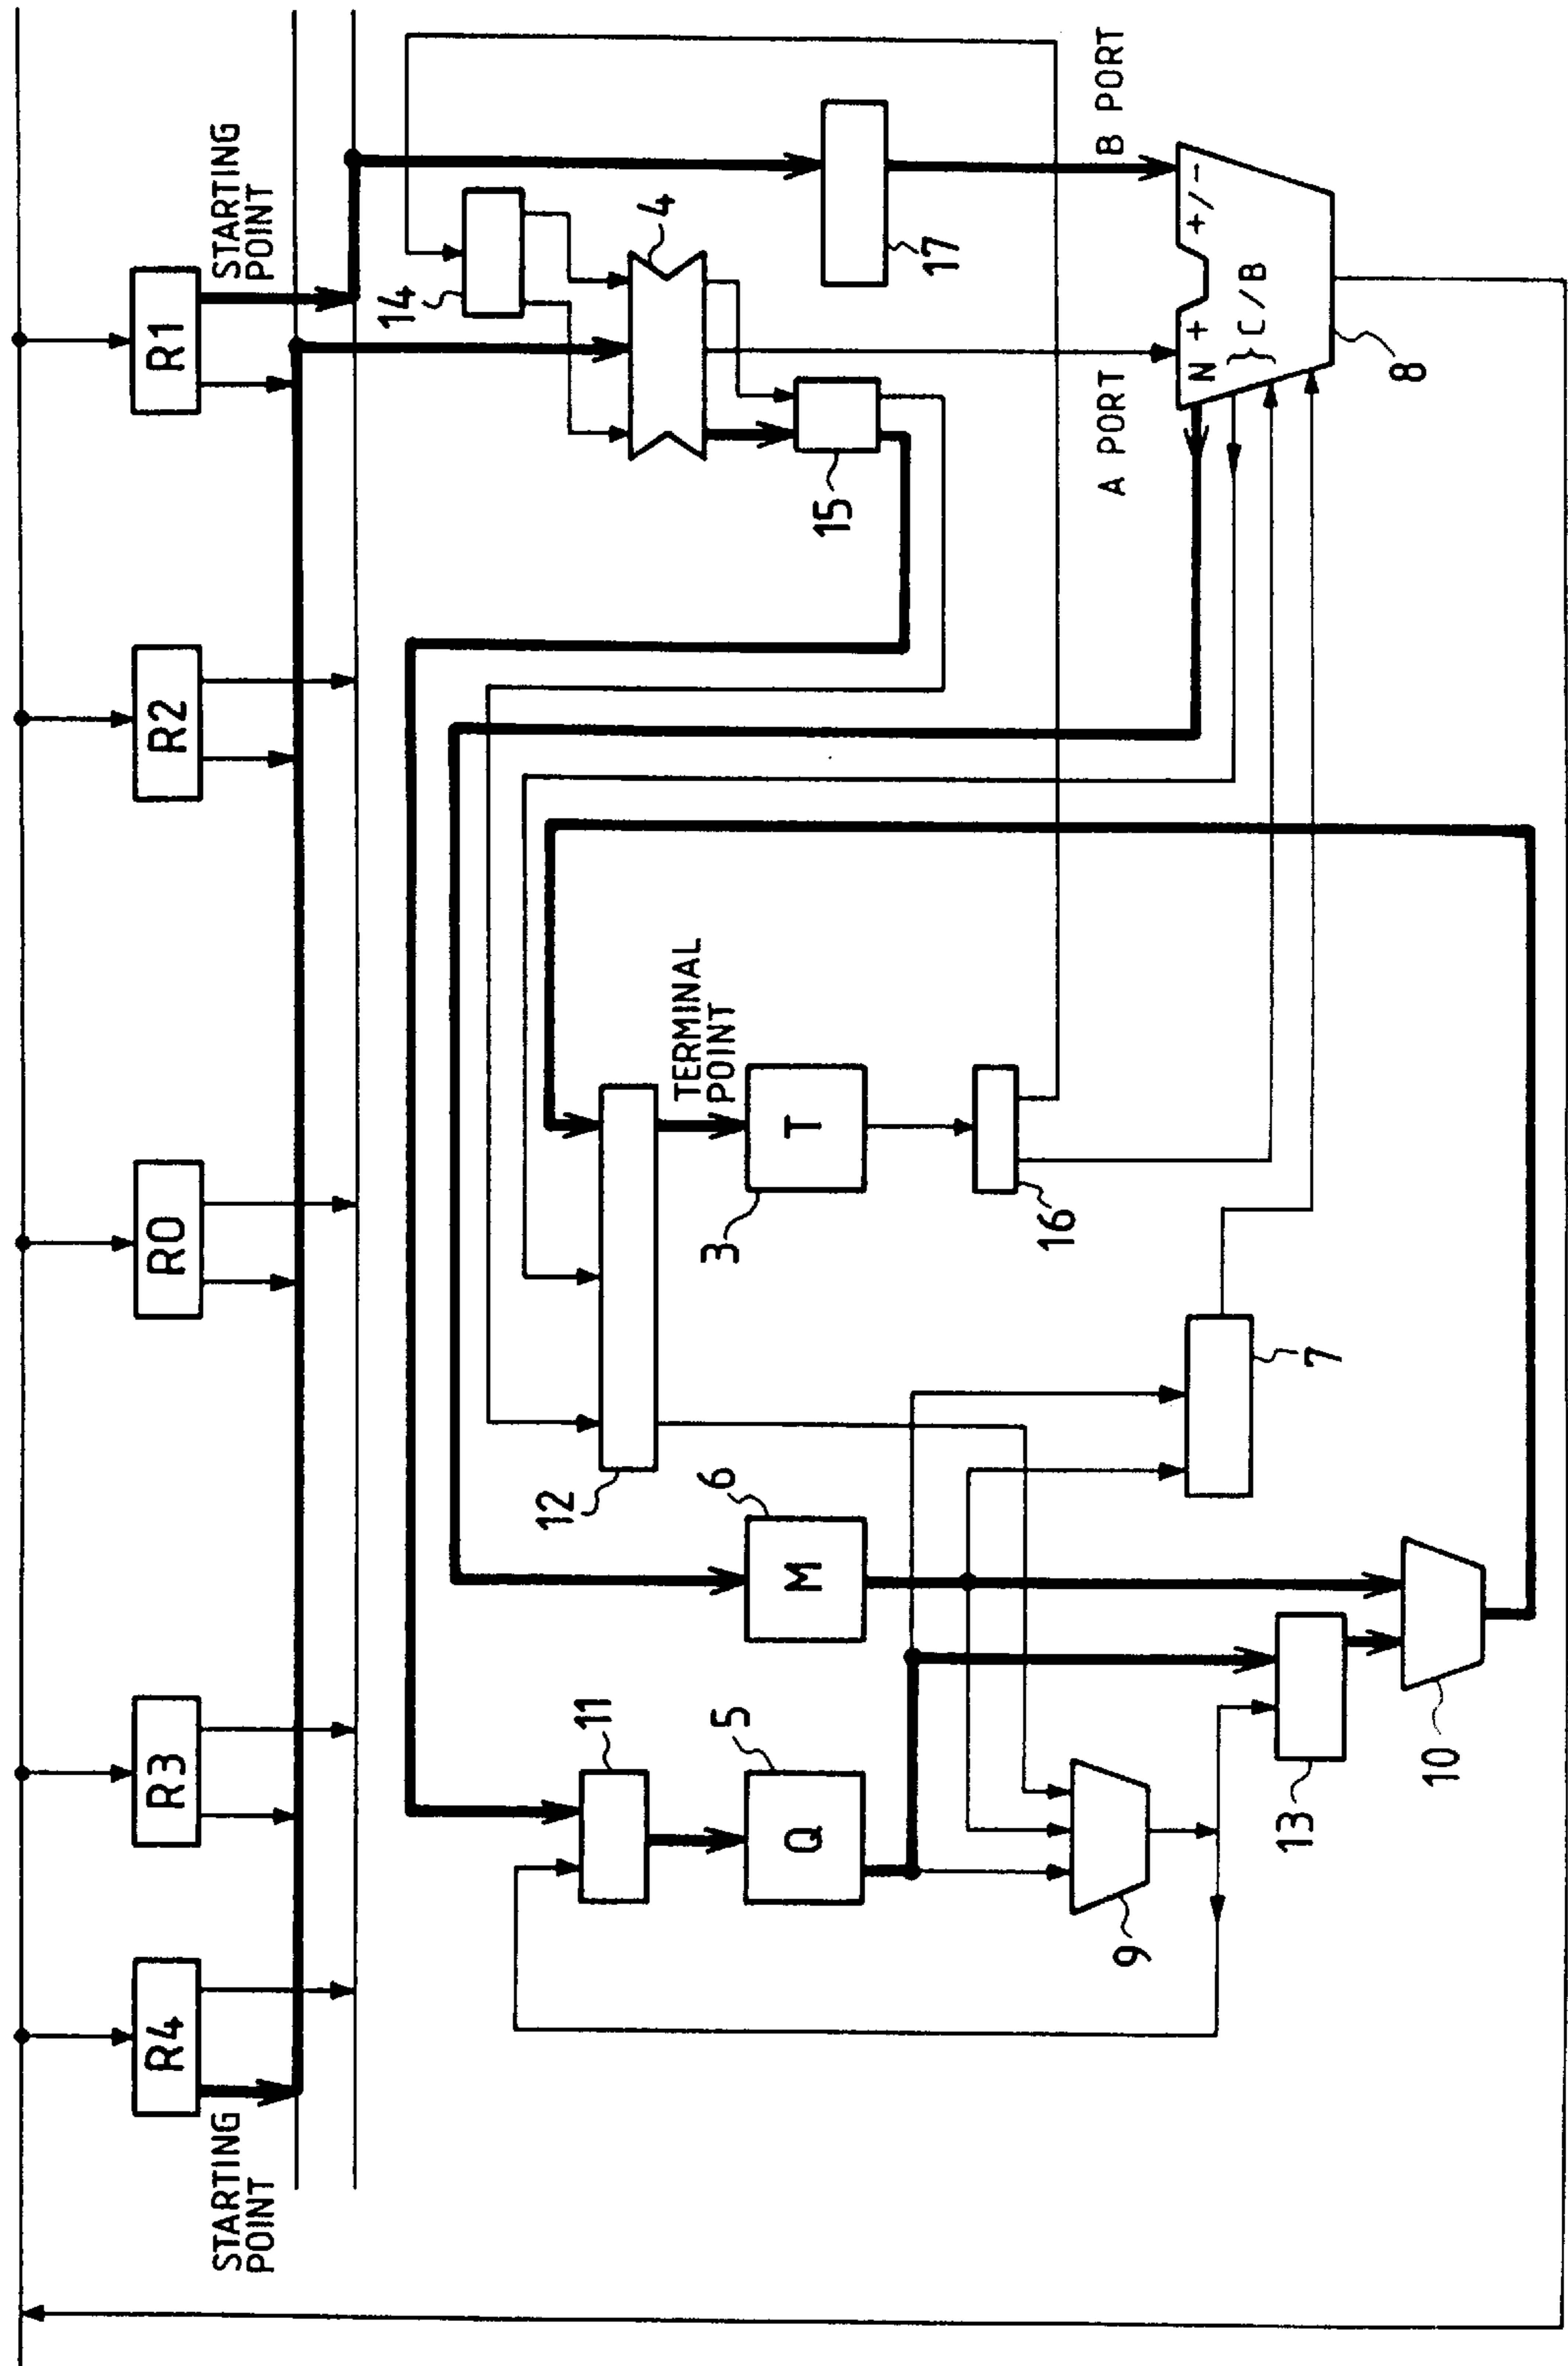 STARTING
POINT
R4
R3
R0
R2
R1
STARTING
POINT
14
4
17
15
B PORT
A PORT
N +
+/-
} C/B
8
12
TERMINAL
POINT
T
3
16
11
6
M
5
Q
7
9
13
10